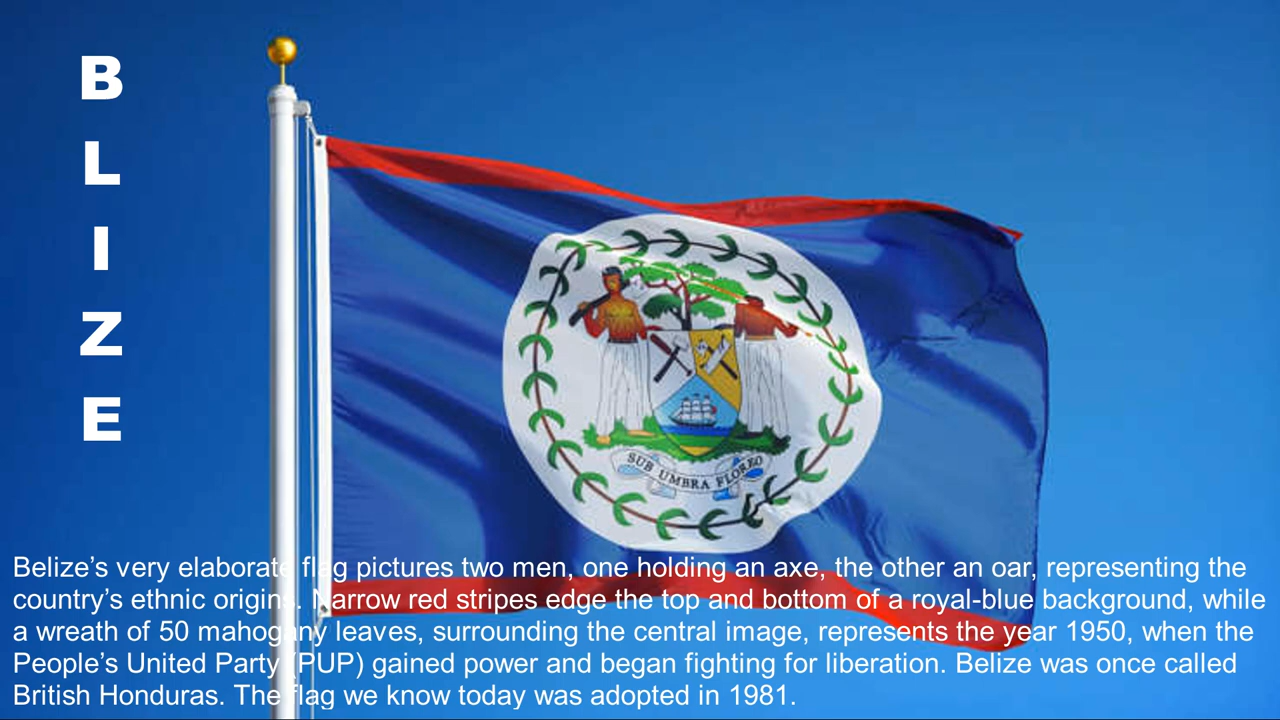 B
L
I
Z
E
SUB UMBRA FLOREO
Belize’s very elaborate flag pictures two men, one holding an axe, the other an oar, representing the
country’s ethnic origins. Narrow red stripes edge the top and bottom of a royal-blue background, while
a wreath of 50 mahogany leaves, surrounding the central image, represents the year 1950, when the
People’s United Party (PUP) gained power and began fighting for liberation. Belize was once called
British Honduras. The flag we know today was adopted in 1981.